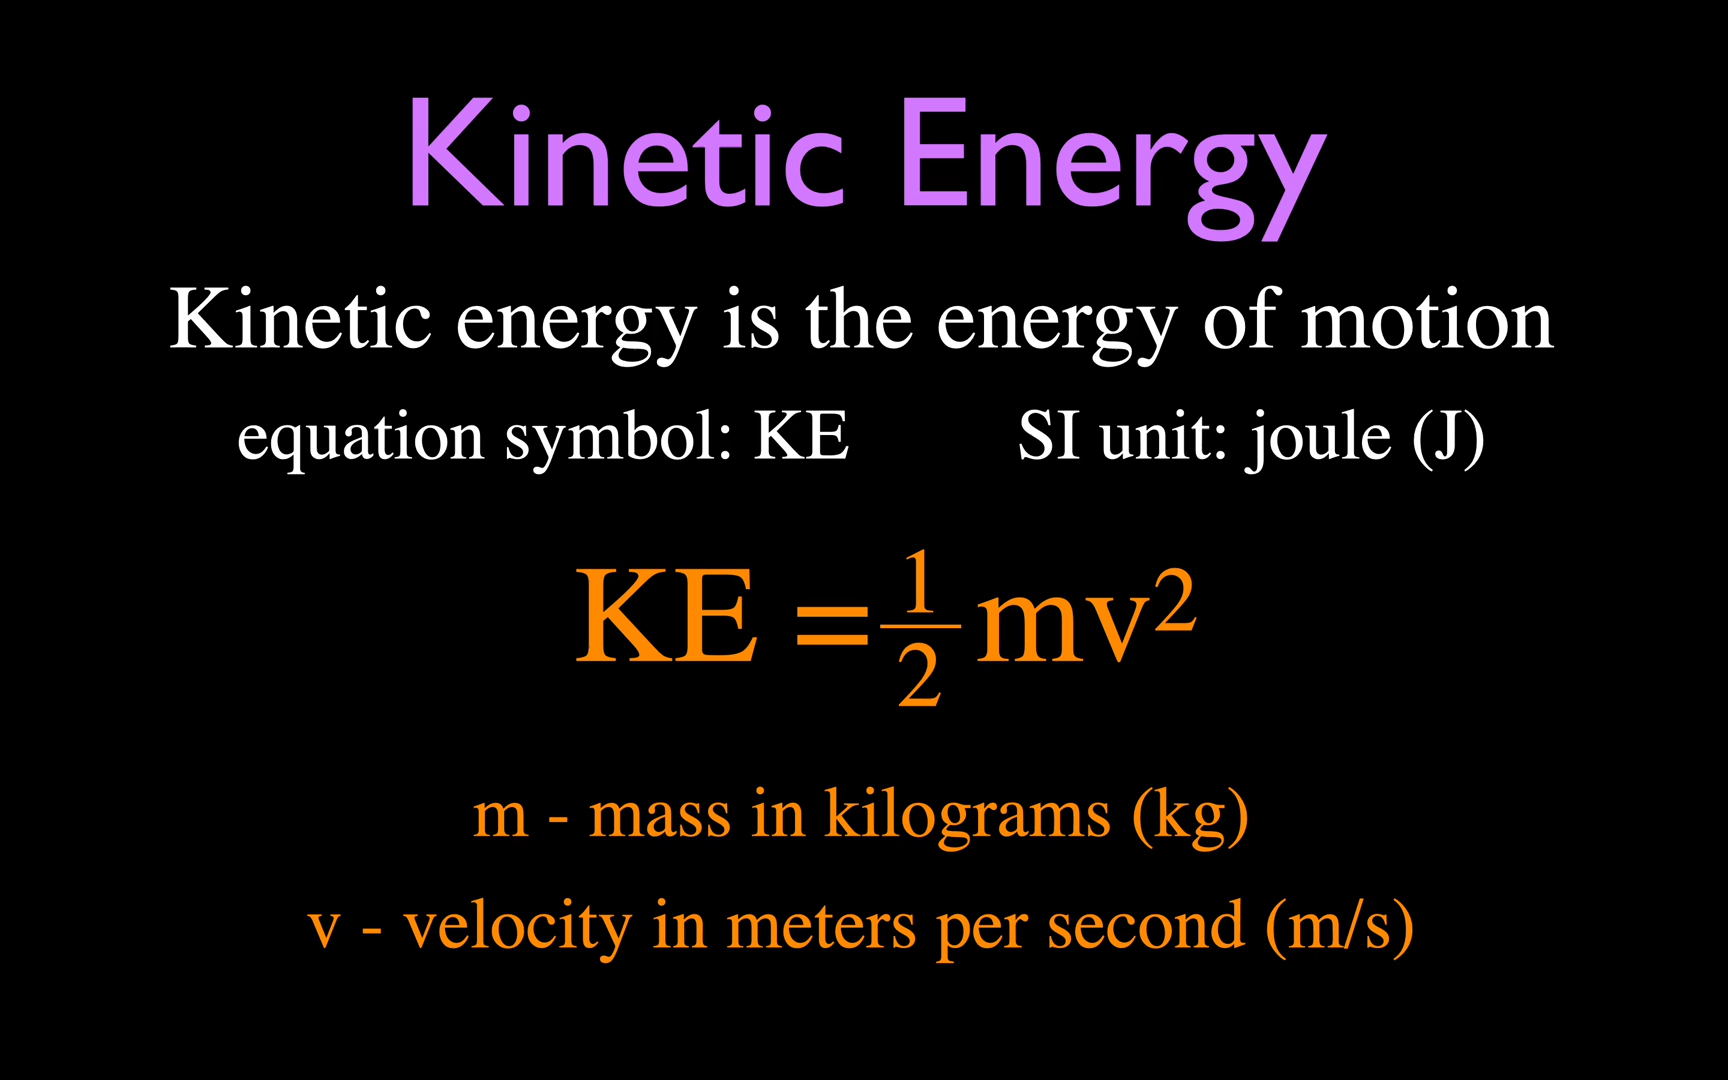 Kinetic Energy
Kinetic energy is the energy of motion
equation symbol: KE SI unit: joule (J)
KE = 1/2 mv²
m - mass in kilograms (kg)
v - velocity in meters per second (m/s)